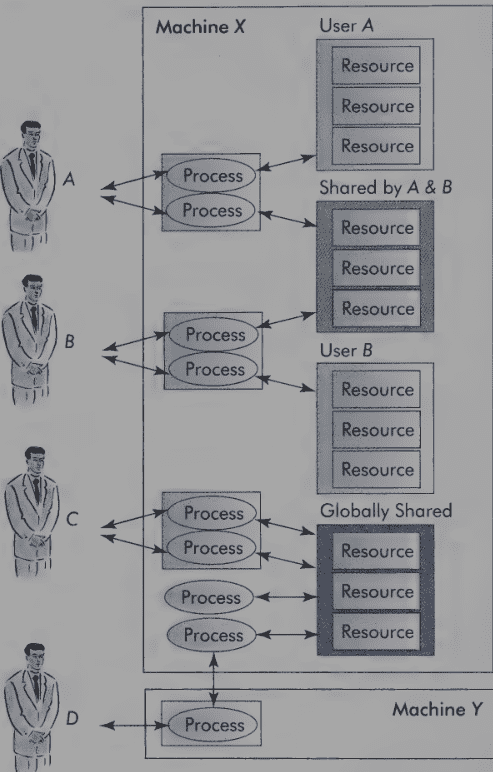 Machine X
User A
Resource
Resource
Resource
A
Process
Process
Shared by A & B
Resource
Resource
Resource
B
Process
Process
User B
Resource
Resource
Resource
C
Process
Process
Globally Shared
Resource
Resource
Resource
Process
Process
D
Process
Machine Y